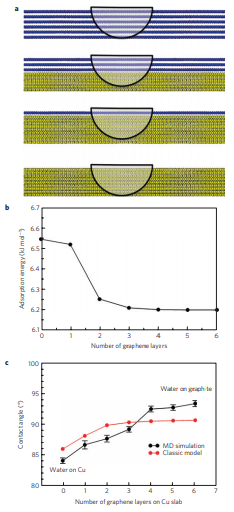 a
b
6.7
6.6
6.5
6.4
6.3
6.2
6.1
Adsorption energy (kJ mol⁻¹)
0 1 2 3 4 5 6
Number of graphene layers
c
100
95
90
85
80
Contact angle (°)
Water on graphite
MD simulation
Classic model
Water on Cu
0 1 2 3 4 5 6 7
Number of graphene layers on Cu slab